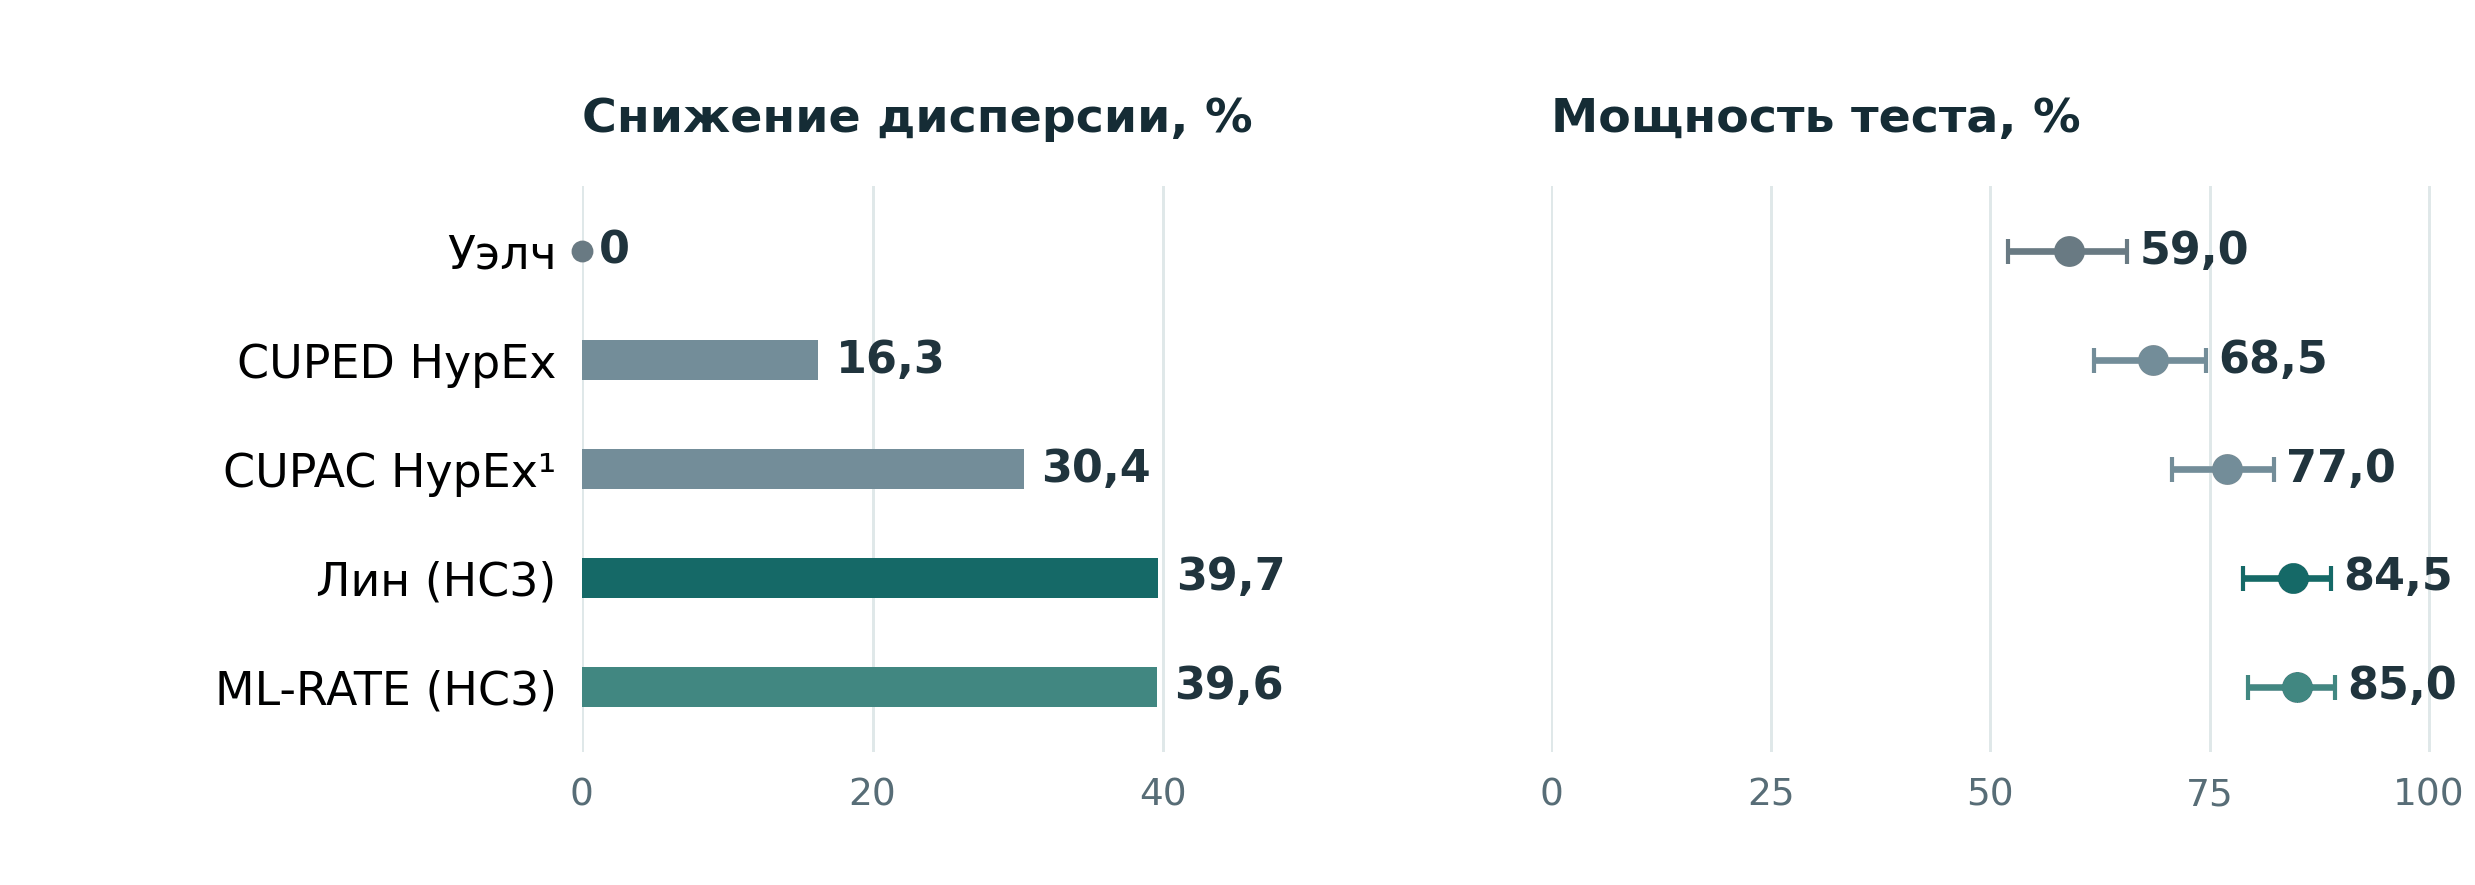 Снижение дисперсии, %
Мощность теста, %
Уэлч 0 59,0
CUPED HypEx 16,3 68,5
CUPAC HypEx¹ 30,4 77,0
Лин (HC3) 39,7 84,5
ML-RATE (HC3) 39,6 85,0
0 20 40
0 25 50 75 100